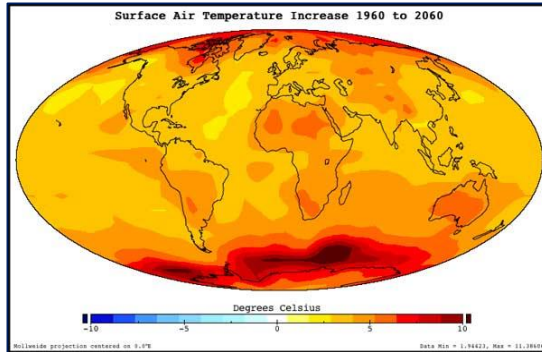 Surface Air Temperature Increase 1960 to 2060
Degrees Celsius
-10 -5 0 5 10
Mollweide projection centered on 0.0°E
Data Min = 1.94423, Max = 11.38606